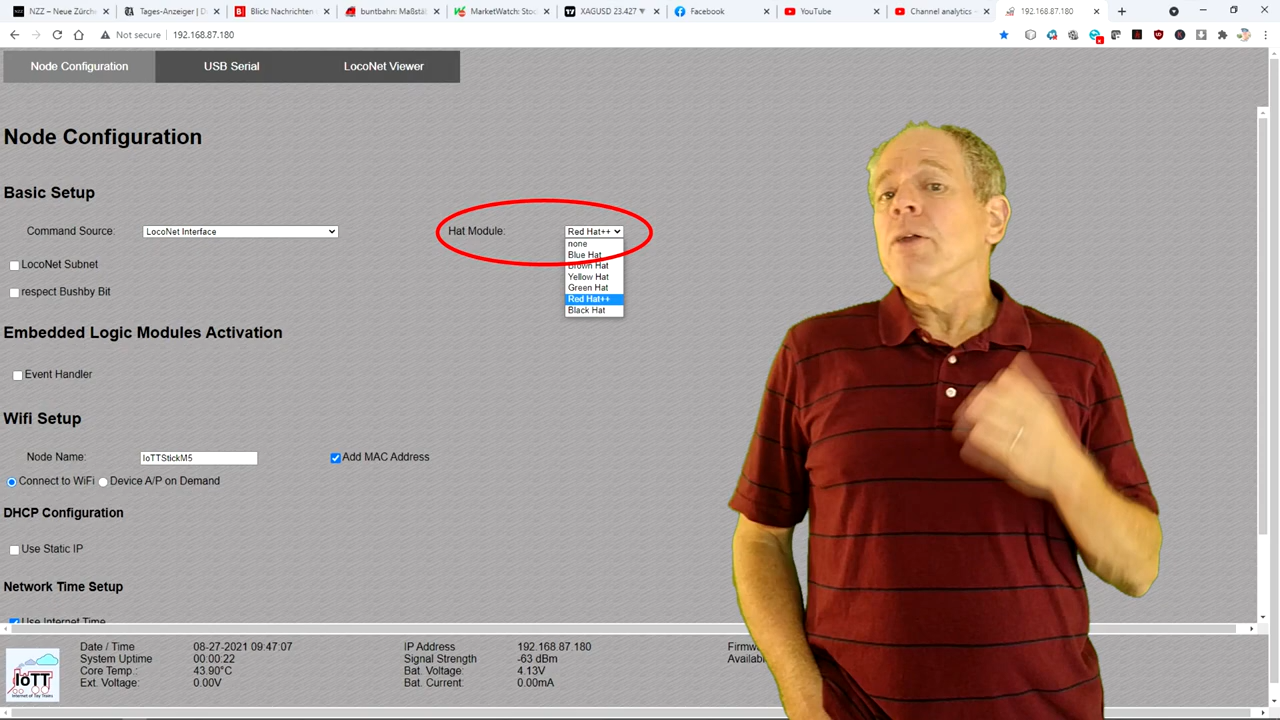 NZZ – Neue Zürche
Tages-Anzeiger | De
Blick: Nachrichten u
buntbahn: Maßstäb
MarketWatch: Stoc
XAGUSD 23.427 ▼
Facebook
YouTube
Channel analytics -
192.168.87.180
Not secure | 192.168.87.180
Node Configuration USB Serial LocoNet Viewer
Node Configuration
Basic Setup
Command Source: LocoNet Interface Hat Module: Red Hat++
none
Blue Hat
Brown Hat
Yellow Hat
Green Hat
Red Hat++
Black Hat
LocoNet Subnet
respect Bushby Bit
Embedded Logic Modules Activation
Event Handler
Wifi Setup
Node Name: IoTTStickM5 Add MAC Address
Connect to WiFi Device A/P on Demand
DHCP Configuration
Use Static IP
Network Time Setup
Use Internet Time
Date / Time 08-27-2021 09:47:07 IP Address 192.168.87.180 Firmw
System Uptime 00:00:22 Signal Strength -63 dBm Availab
Core Temp.: 43.90°C Bat. Voltage: 4.13V
Ext. Voltage: 0.00V Bat. Current: 0.00mA
IoTT
Internet of Toy Trains